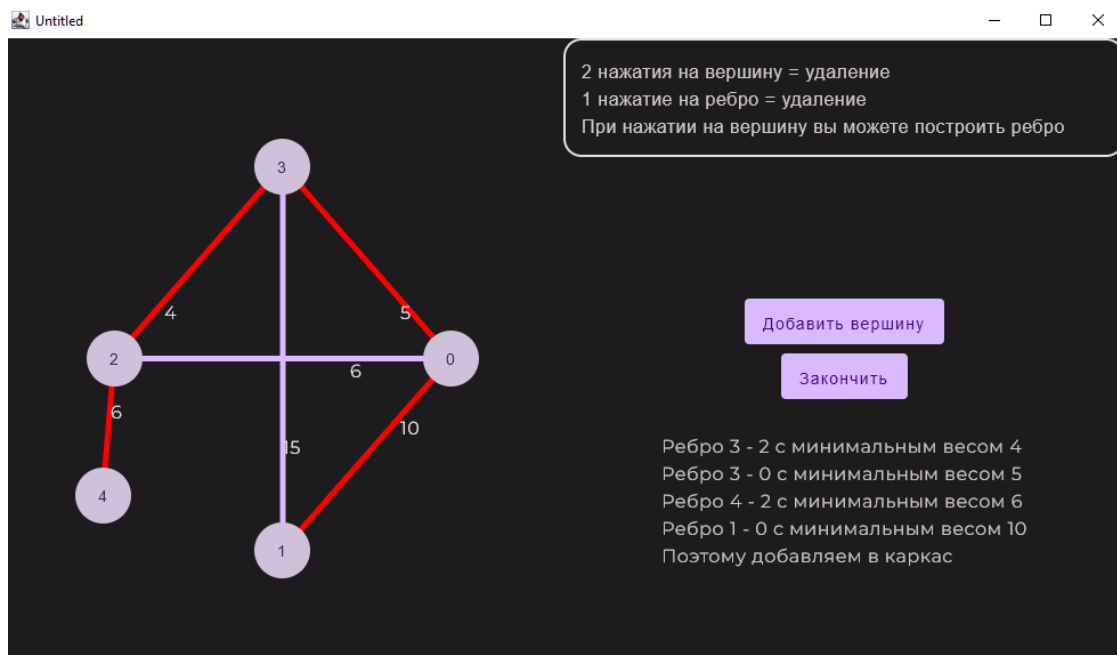 Untitled
2 нажатия на вершину = удаление
1 нажатие на ребро = удаление
При нажатии на вершину вы можете построить ребро
3
4
5
2
0
6
6
10
15
4
1
Добавить вершину
Закончить
Ребро 3 - 2 с минимальным весом 4
Ребро 3 - 0 с минимальным весом 5
Ребро 4 - 2 с минимальным весом 6
Ребро 1 - 0 с минимальным весом 10
Поэтому добавляем в каркас